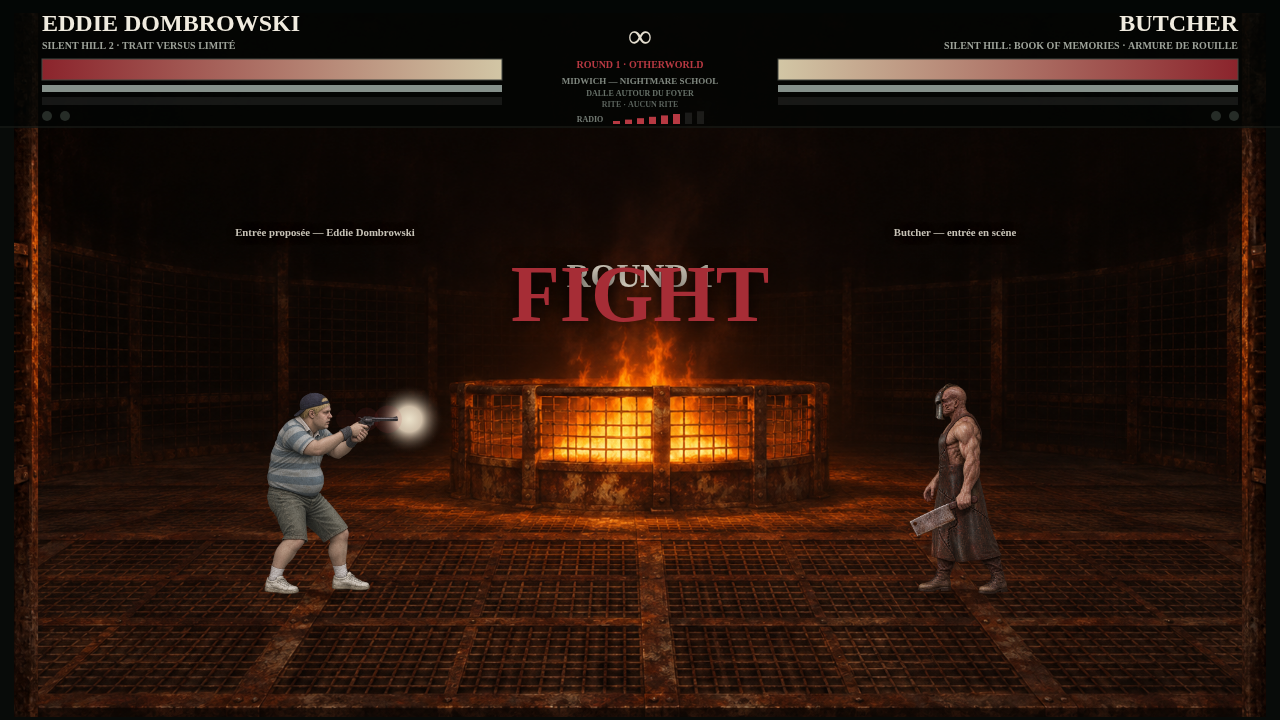 EDDIE DOMBROWSKI
SILENT HILL 2 · TRAIT VERSUS LIMITÉ
∞
ROUND 1 · OTHERWORLD
MIDWICH — NIGHTMARE SCHOOL
DALLE AUTOUR DU FOYER
RITE · AUCUN RITE
RADIO
BUTCHER
SILENT HILL: BOOK OF MEMORIES · ARMURE DE ROUILLE
Entrée proposée — Eddie Dombrowski
Butcher — entrée en scène
ROUND 1
FIGHT